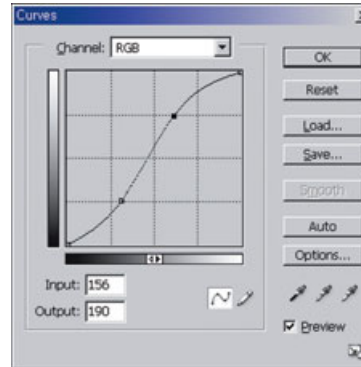 Curves
Channel: RGB
OK
Reset
Load...
Save...
Smooth
Auto
Options...
Input: 156
Output: 190
Preview